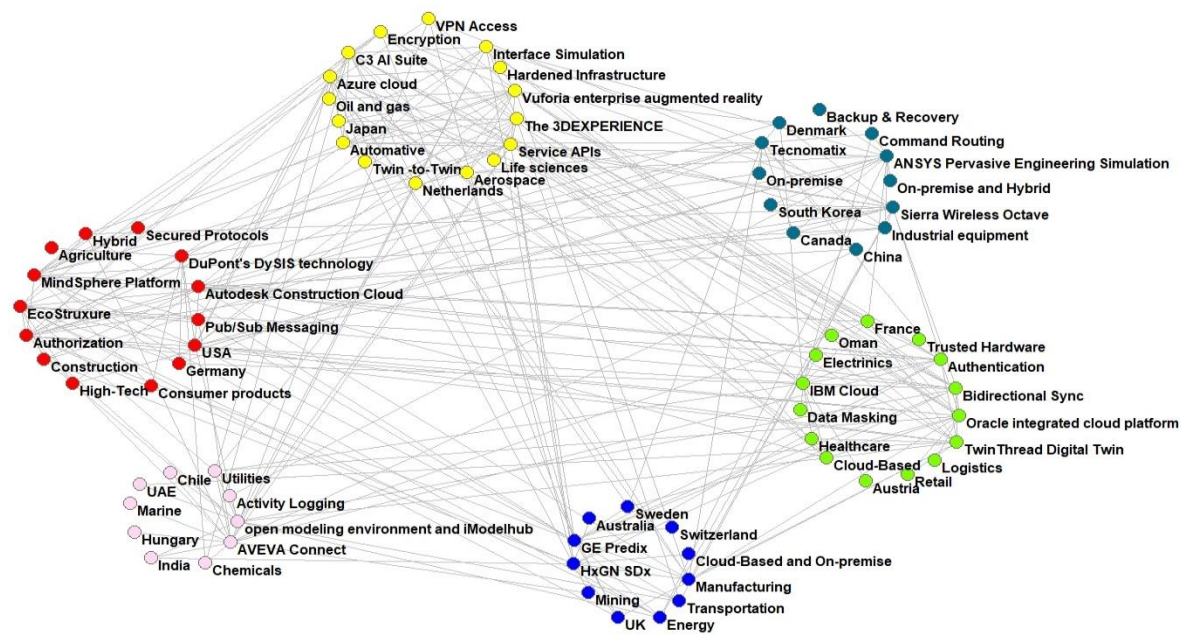 VPN Access
Encryption
C3 AI Suite
Interface Simulation
Hardened Infrastructure
Azure cloud
Vuforia enterprise augmented reality
Oil and gas
The 3DEXPERIENCE
Japan
Automative
Service APIs
Twin -to-Twin
Life sciences
Aerospace
Netherlands
Backup & Recovery
Denmark
Command Routing
Tecnomatix
ANSYS Pervasive Engineering Simulation
On-premise
On-premise and Hybrid
South Korea
Sierra Wireless Octave
Canada
Industrial equipment
China
Secured Protocols
Hybrid
Agriculture
DuPont's DySIS technology
MindSphere Platform
Autodesk Construction Cloud
EcoStruxure
Pub/Sub Messaging
Authorization
USA
Construction
Germany
High-Tech
Consumer products
France
Oman
Trusted Hardware
Electrinics
Authentication
IBM Cloud
Bidirectional Sync
Data Masking
Oracle integrated cloud platform
Healthcare
TwinThread Digital Twin
Cloud-Based
Logistics
Retail
Austria
Chile
Utilities
UAE
Activity Logging
Marine
open modeling environment and iModelhub
Hungary
AVEVA Connect
India
Chemicals
Sweden
Australia
Switzerland
GE Predix
Cloud-Based and On-premise
HxGN SDx
Manufacturing
Mining
Transportation
UK
Energy